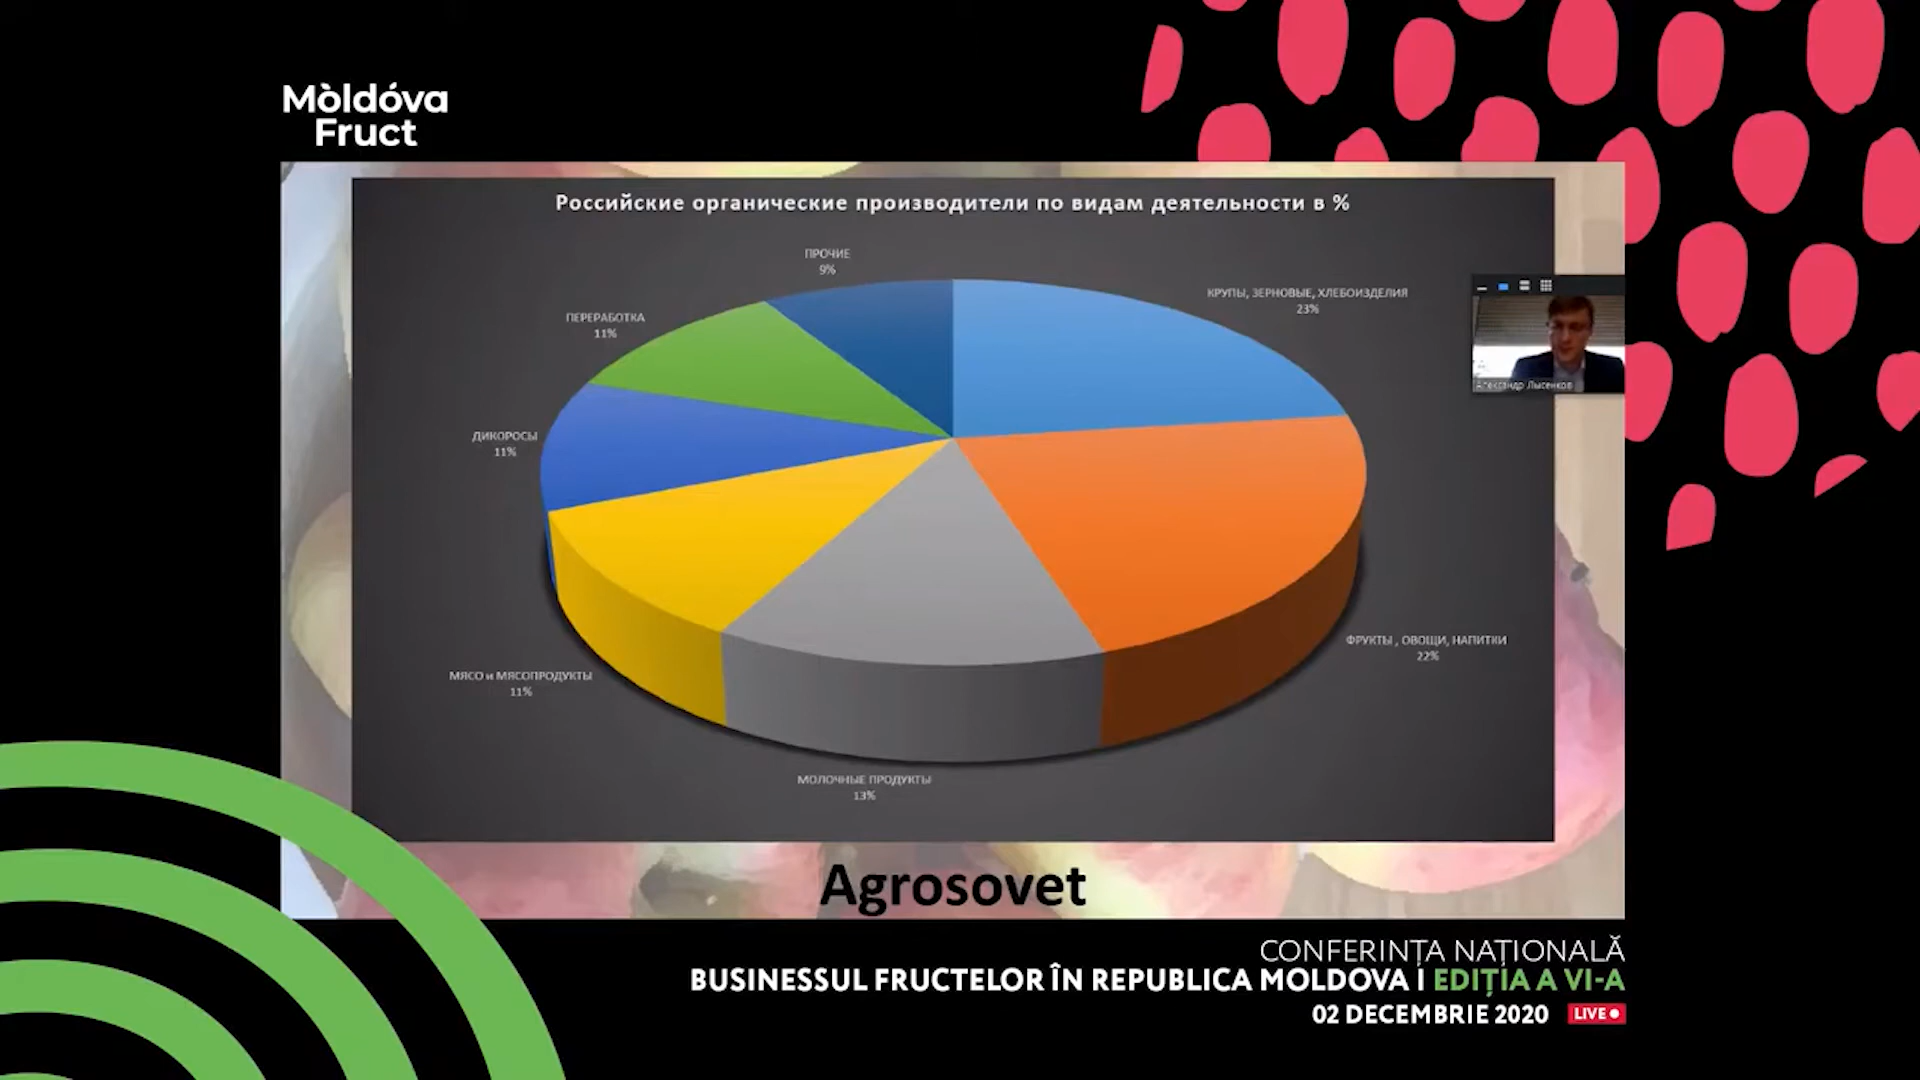 Mòldóva
Fruct
Российские органические производители по видам деятельности в %
ПРОЧИЕ
9%
КРУПЫ, ЗЕРНОВЫЕ, ХЛЕБОИЗДЕЛИЯ
23%
ПЕРЕРАБОТКА
11%
Александр Лысенков
ДИКОРОСЫ
11%
ФРУКТЫ , ОВОЩИ, НАПИТКИ
22%
МЯСО и МЯСОПРОДУКТЫ
11%
МОЛОЧНЫЕ ПРОДУКТЫ
13%
Agrosovet
CONFERINȚA NAȚIONALĂ
BUSINESSUL FRUCTELOR ÎN REPUBLICA MOLDOVA I EDIȚIA A VI-A
02 DECEMBRIE 2020 LIVE